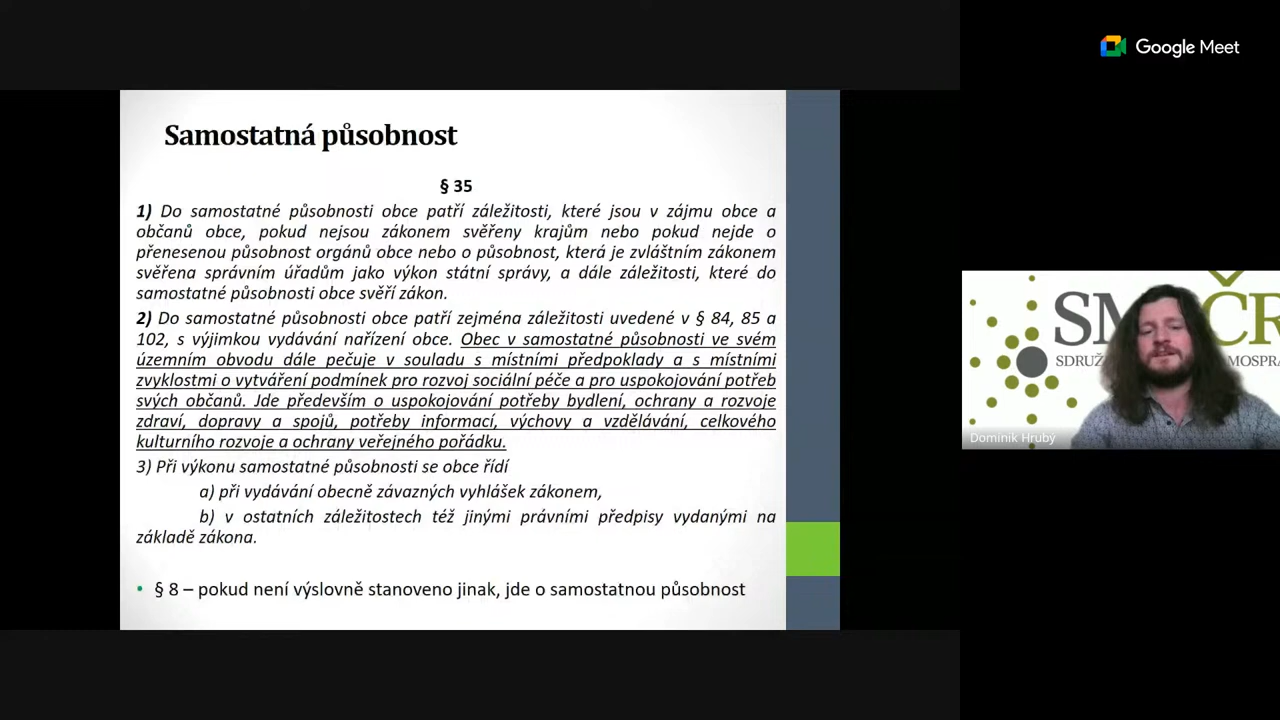 Google Meet
Samostatná působnost
§ 35
1) Do samostatné působnosti obce patří záležitosti, které jsou v zájmu obce a
občanů obce, pokud nejsou zákonem svěřeny krajům nebo pokud nejde o
přenesenou působnost orgánů obce nebo o působnost, která je zvláštním zákonem
svěřena správním úřadům jako výkon státní správy, a dále záležitosti, které do
samostatné působnosti obce svěří zákon.
2) Do samostatné působnosti obce patří zejména záležitosti uvedené v § 84, 85 a
102, s výjimkou vydávání nařízení obce. Obec v samostatné působnosti ve svém
územním obvodu dále pečuje v souladu s místními předpoklady a s místními
zvyklostmi o vytváření podmínek pro rozvoj sociální péče a pro uspokojování potřeb
svých občanů. Jde především o uspokojování potřeby bydlení, ochrany a rozvoje
zdraví, dopravy a spojů, potřeby informací, výchovy a vzdělávání, celkového
kulturního rozvoje a ochrany veřejného pořádku.
3) Při výkonu samostatné působnosti se obce řídí
a) při vydávání obecně závazných vyhlášek zákonem,
b) v ostatních záležitostech též jinými právními předpisy vydanými na
základě zákona.
• § 8 – pokud není výslovně stanoveno jinak, jde o samostatnou působnost
Dominik Hrubý